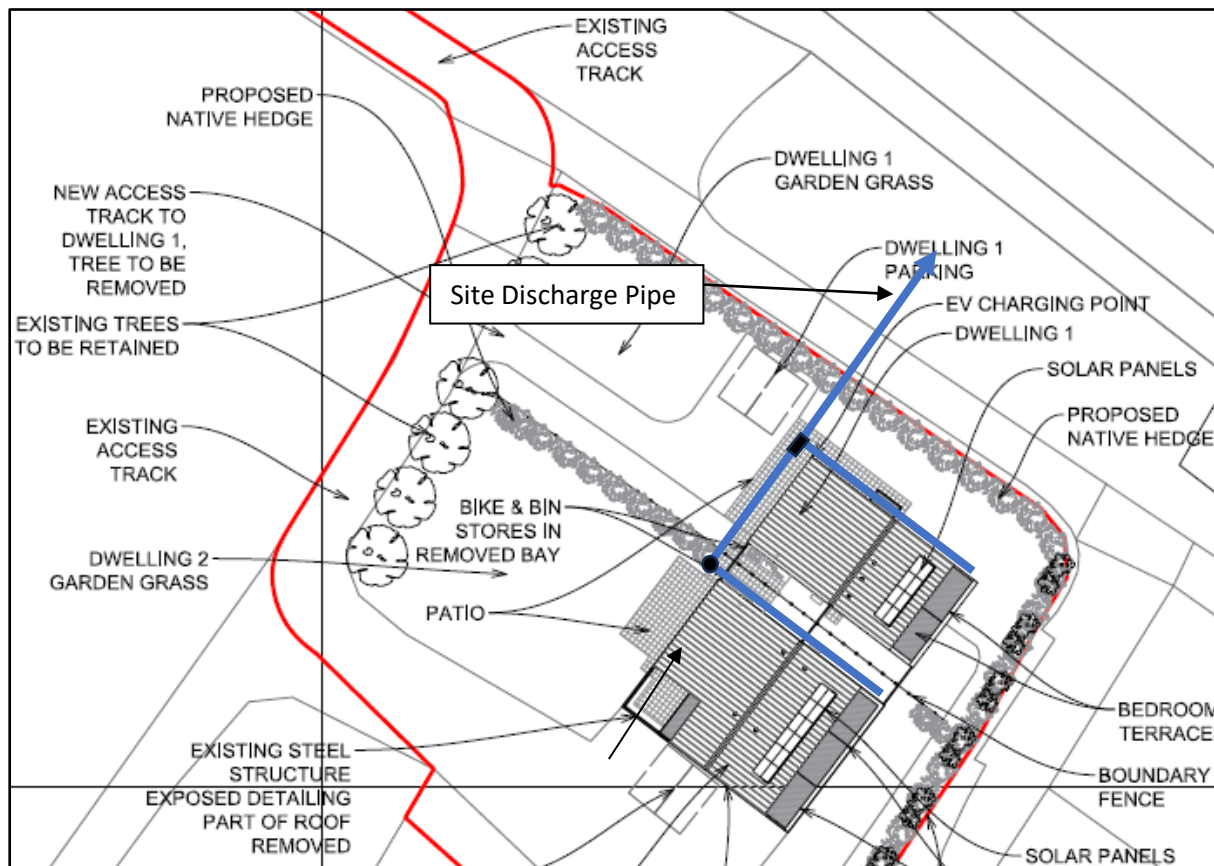 EXISTING
ACCESS
TRACK
PROPOSED
NATIVE HEDGE
DWELLING 1
GARDEN GRASS
NEW ACCESS
TRACK TO
DWELLING 1,
TREE TO BE
REMOVED
DWELLING 1
PARKING
Site Discharge Pipe
EV CHARGING POINT
EXISTING TREES
TO BE RETAINED
DWELLING 1
SOLAR PANELS
PROPOSED
NATIVE HEDGE
EXISTING
ACCESS
TRACK
BIKE & BIN
STORES IN
REMOVED BAY
DWELLING 2
GARDEN GRASS
PATIO
BEDROOM
TERRACE
EXISTING STEEL
STRUCTURE
EXPOSED DETAILING
PART OF ROOF
REMOVED
BOUNDARY
FENCE
SOLAR PANELS